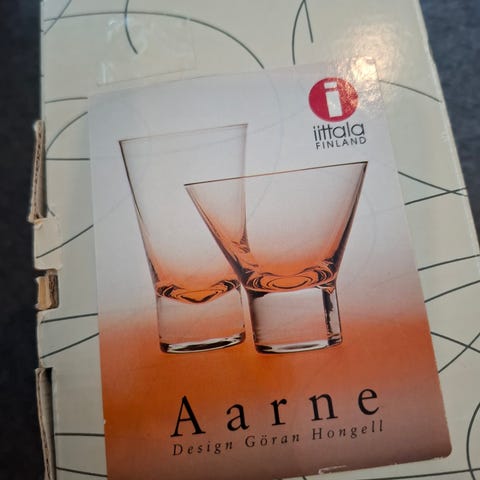 i
iittala
FINLAND
Aarne
Design Göran Hongell